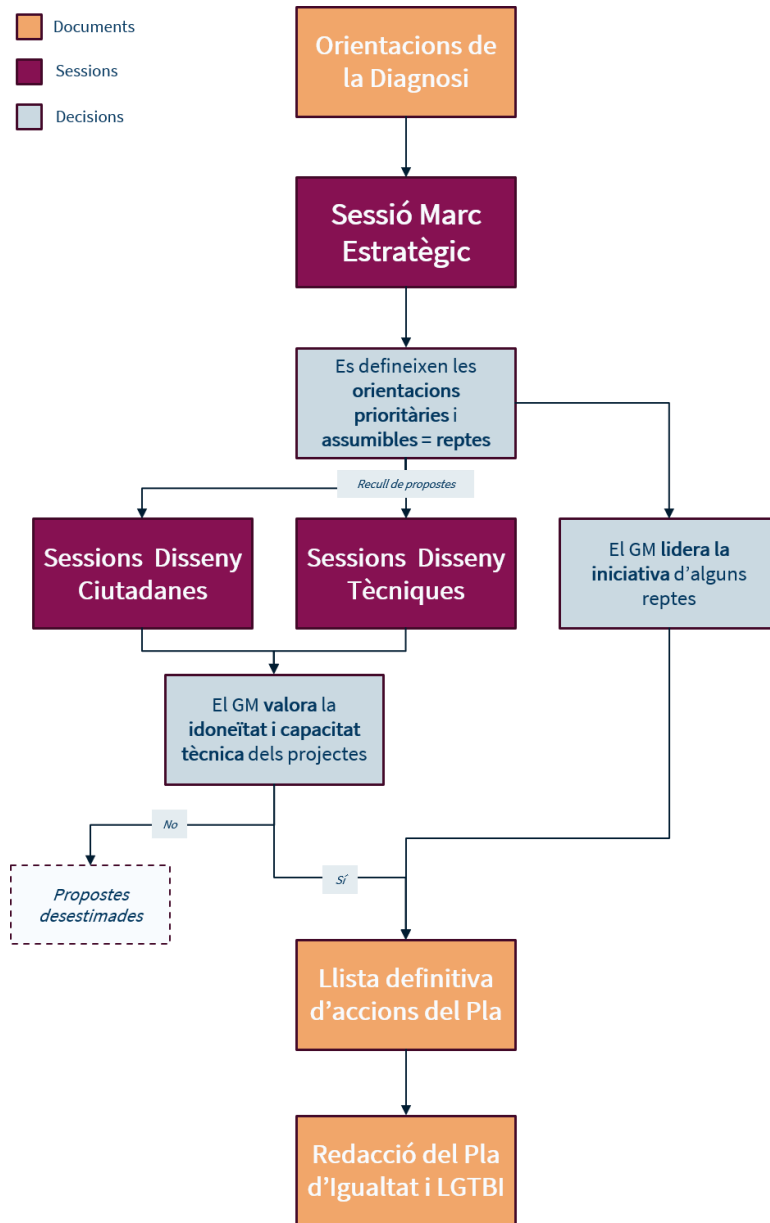 Documents
Sessions
Decisions
Orientacions de
la Diagnosi
Sessió Marc
Estratègic
Es defineixen les
orientacions
prioritàries i
assumibles = reptes
Recull de propostes
Sessions Disseny
Ciutadanes
Sessions Disseny
Tècniques
El GM lidera la
iniciativa d’alguns
reptes
El GM valora la
idoneïtat i capacitat
tècnica dels projectes
No
Sí
Propostes
desestimades
Llista definitiva
d’accions del Pla
Redacció del Pla
d’Igualtat i LGTBI